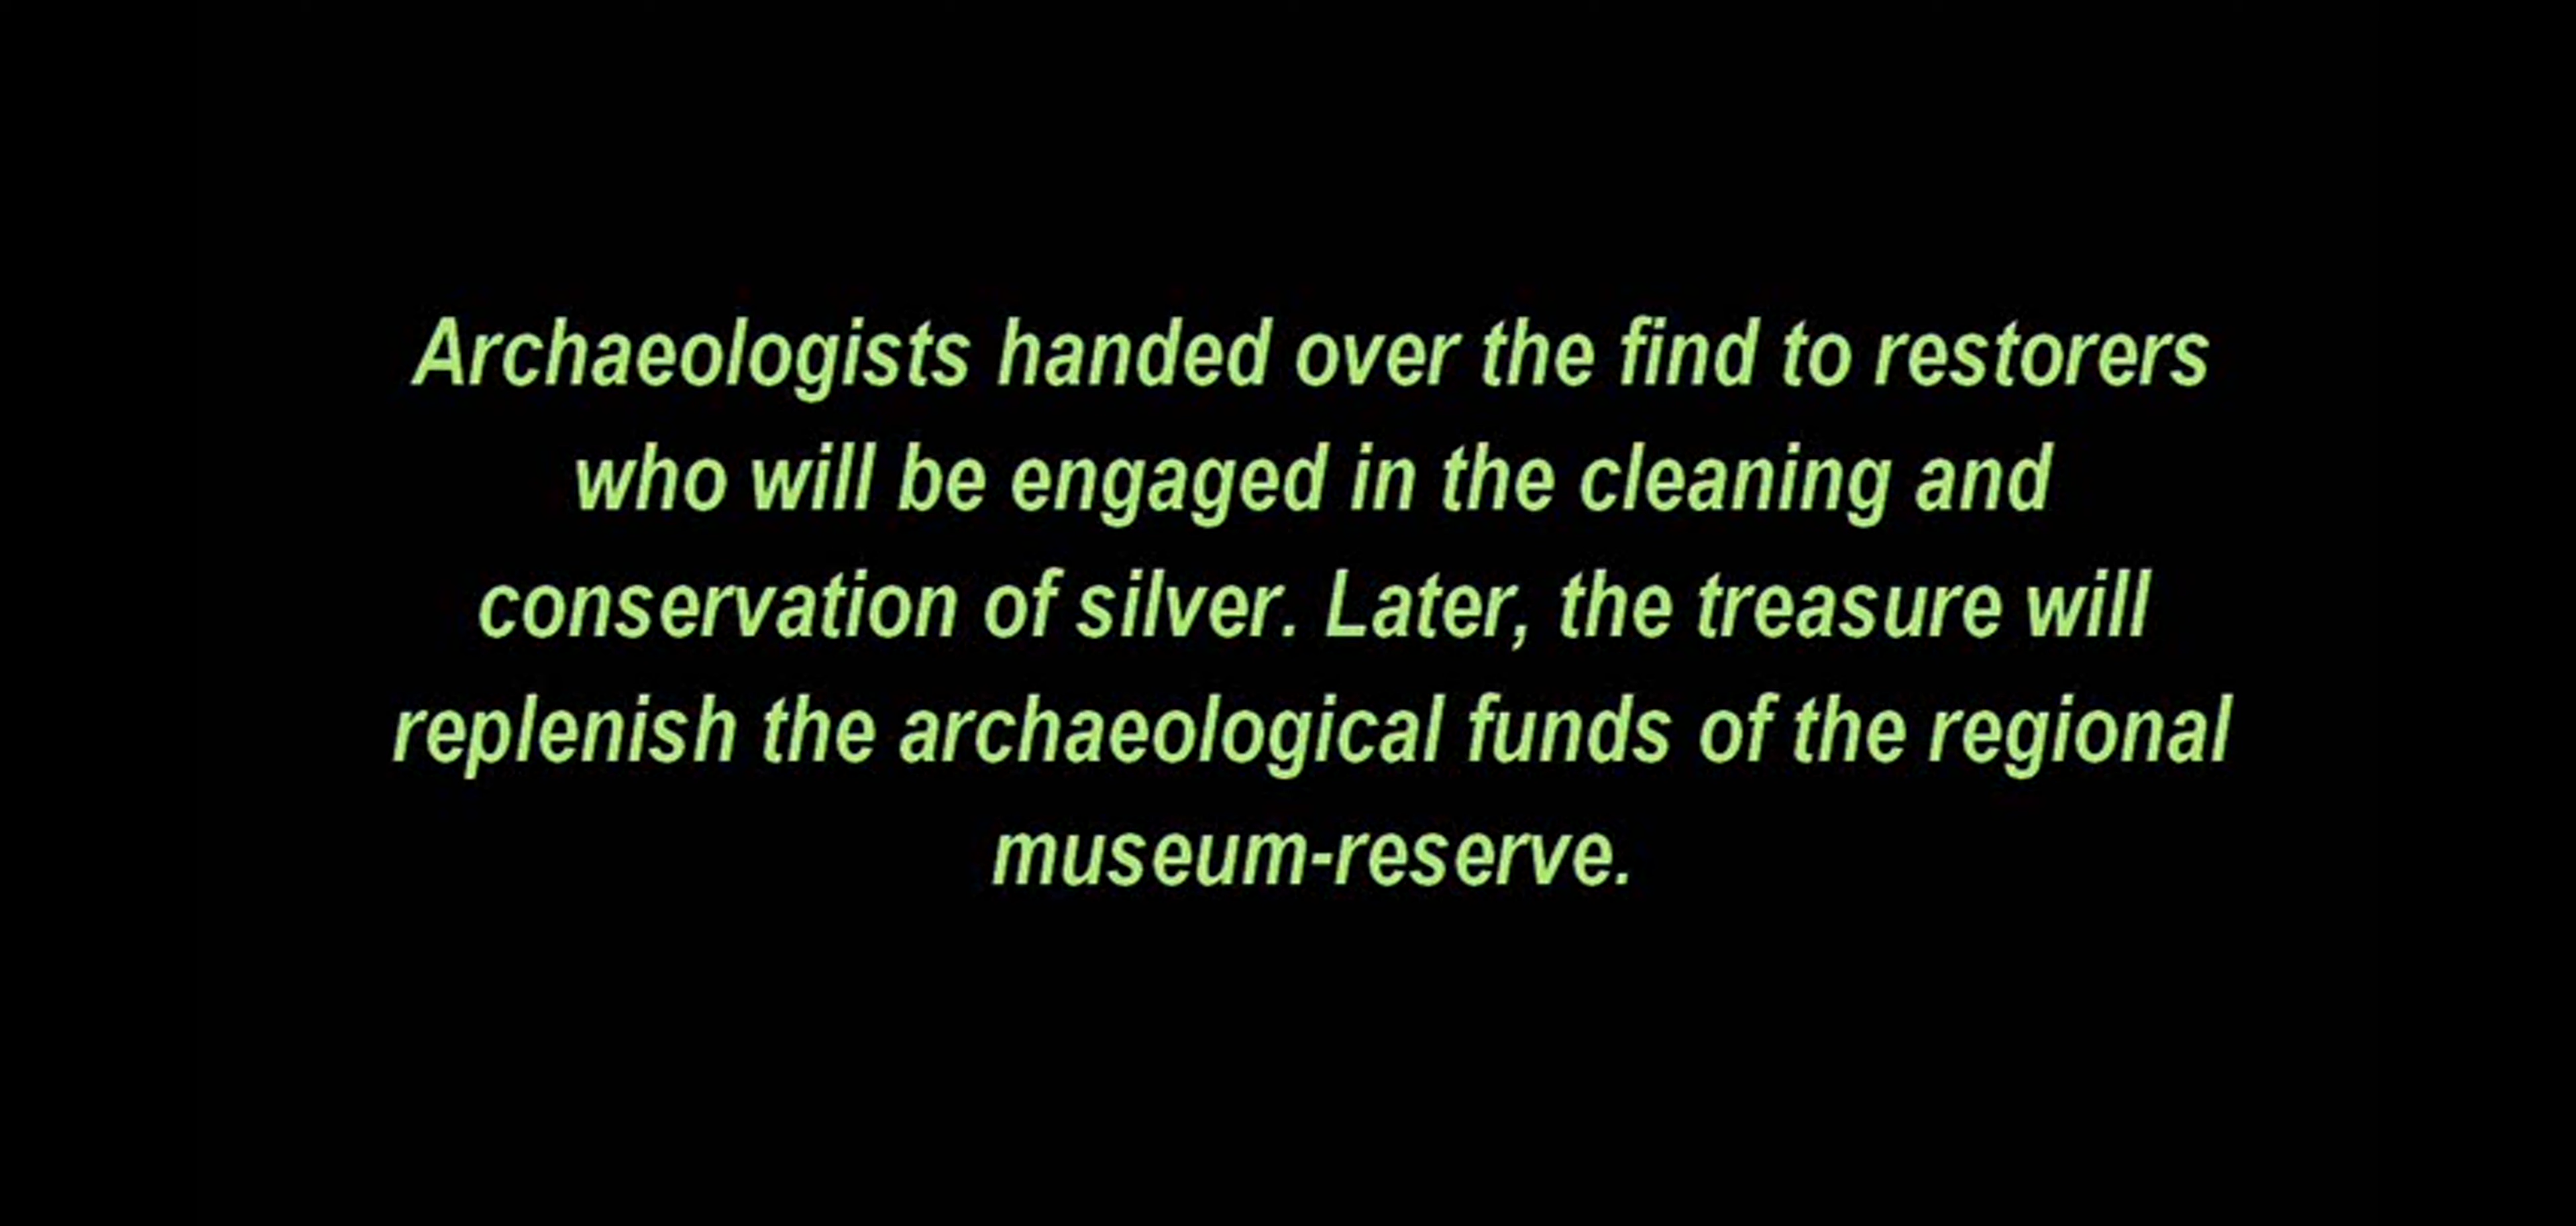 Archaeologists handed over the find to restorers
who will be engaged in the cleaning and
conservation of silver. Later, the treasure will
replenish the archaeological funds of the regional
museum-reserve.